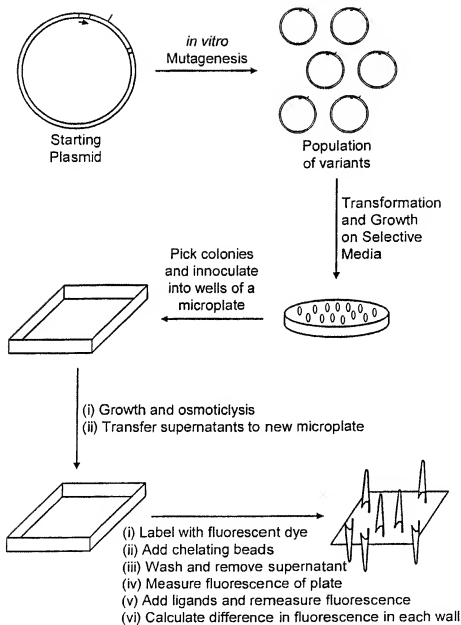 in vitro
Mutagenesis
Starting
Plasmid
Population
of variants
Transformation
and Growth
on Selective
Media
Pick colonies
and innoculate
into wells of a
microplate
(i) Growth and osmoticlysis
(ii) Transfer supernatants to new microplate
(i) Label with fluorescent dye
(ii) Add chelating beads
(iii) Wash and remove supernatant
(iv) Measure fluorescence of plate
(v) Add ligands and remeasure fluorescence
(vi) Calculate difference in fluorescence in each wall